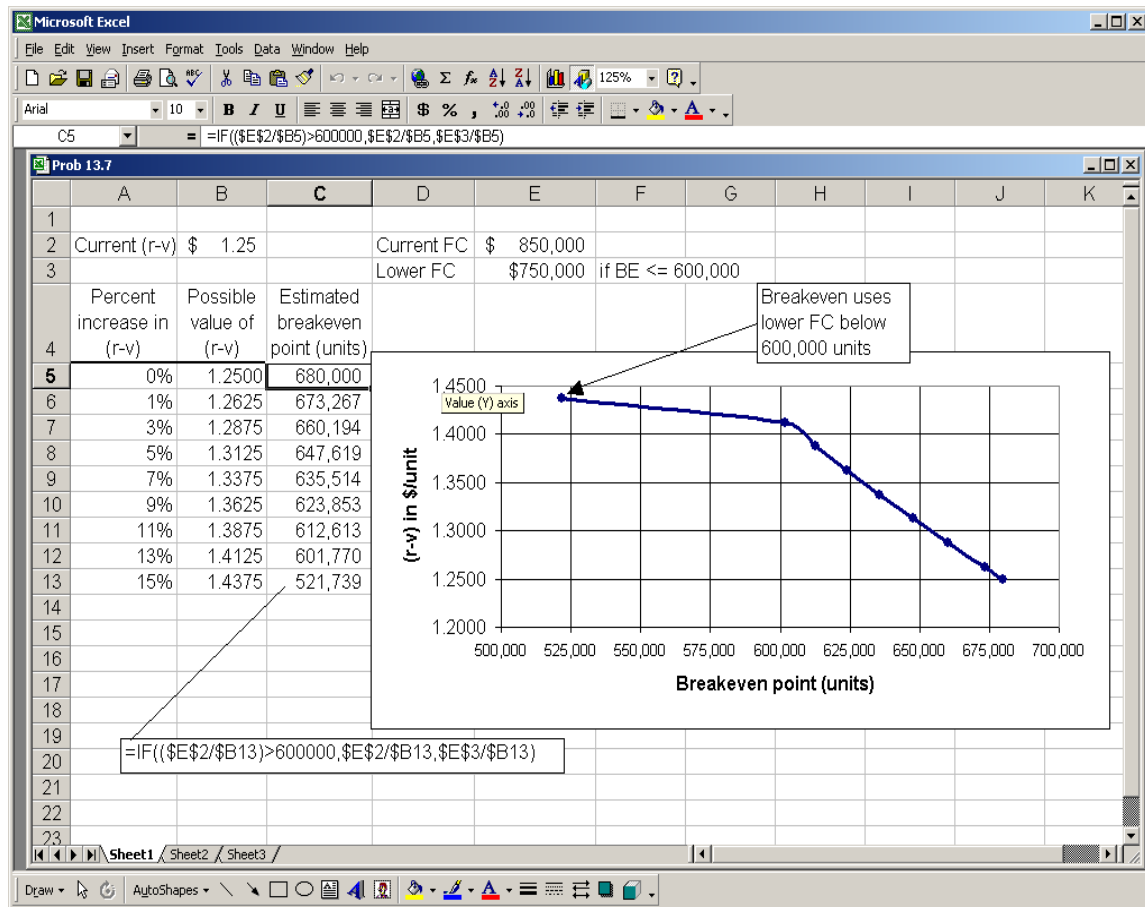 Microsoft Excel
File Edit View Insert Format Tools Data Window Help
ABC Σ fx A Z Z A 125% ?
Arial 10 B I U $ % , .0 .00 .00 .0 A
C5 = =IF(($E$2/$B5)>600000,$E$2/$B5,$E$3/$B5)
Prob 13.7
A B C D E F G H I J K
1
2 Current (r-v) $ 1.25 Current FC $ 850,000
3 Lower FC $750,000 if BE <= 600,000
Percent Possible Estimated
increase in value of breakeven
4 (r-v) (r-v) point (units)
Breakeven uses
lower FC below
600,000 units
5 0% 1.2500 680,000
6 1% 1.2625 673,267
7 3% 1.2875 660,194
8 5% 1.3125 647,619
9 7% 1.3375 635,514
10 9% 1.3625 623,853
11 11% 1.3875 612,613
12 13% 1.4125 601,770
13 15% 1.4375 521,739
14
15
16
17
18
19
20
21
22
23
1.4500
Value (Y) axis
1.4000
1.3500
1.3000
1.2500
1.2000
(r-v) in $/unit
500,000 525,000 550,000 575,000 600,000 625,000 650,000 675,000 700,000
Breakeven point (units)
=IF(($E$2/$B13)>600000,$E$2/$B13,$E$3/$B13)
Sheet1 Sheet2 Sheet3
Draw AutoShapes A A